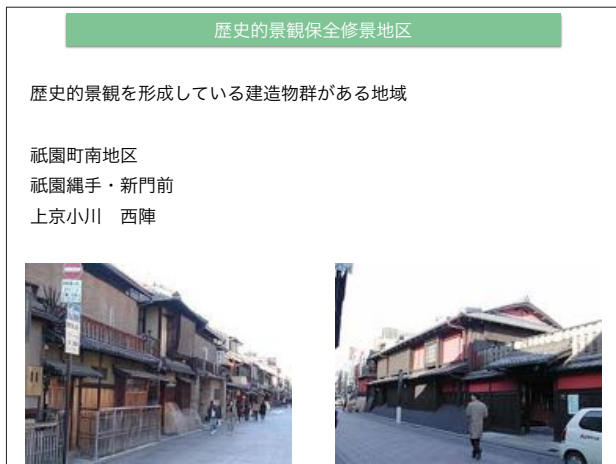 歴史的景観保全修景地区
歴史的景観を形成している建造物群がある地域
祇園町南地区
祇園縄手・新門前
上京小川　西陣